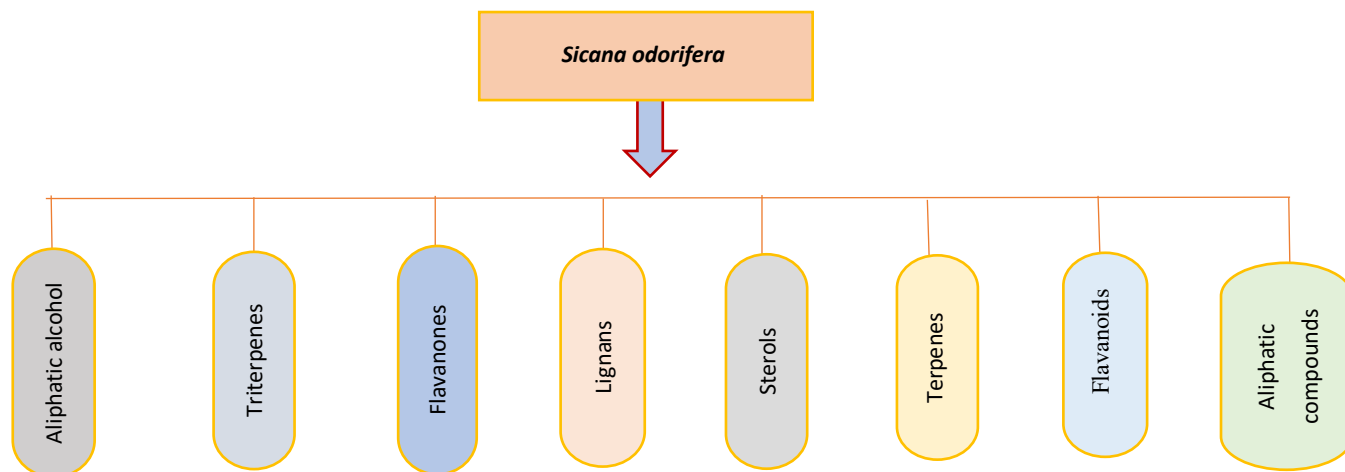 Sicana odorifera
Aliphatic alcohol
Triterpenes
Flavanones
Lignans
Sterols
Terpenes
Flavanoids
Aliphatic
compounds